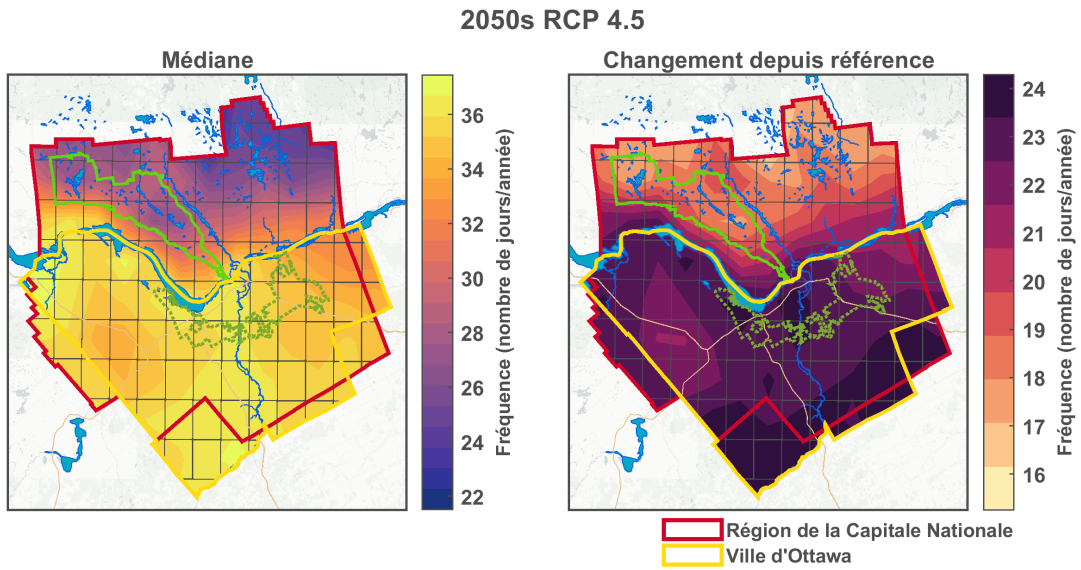 2050s RCP 4.5
Médiane
Changement depuis référence
36
34
32
30
28
26
24
22
Fréquence (nombre de jours/année)
24
23
22
21
20
19
18
17
16
Fréquence (nombre de jours/année)
Région de la Capitale Nationale
Ville d'Ottawa